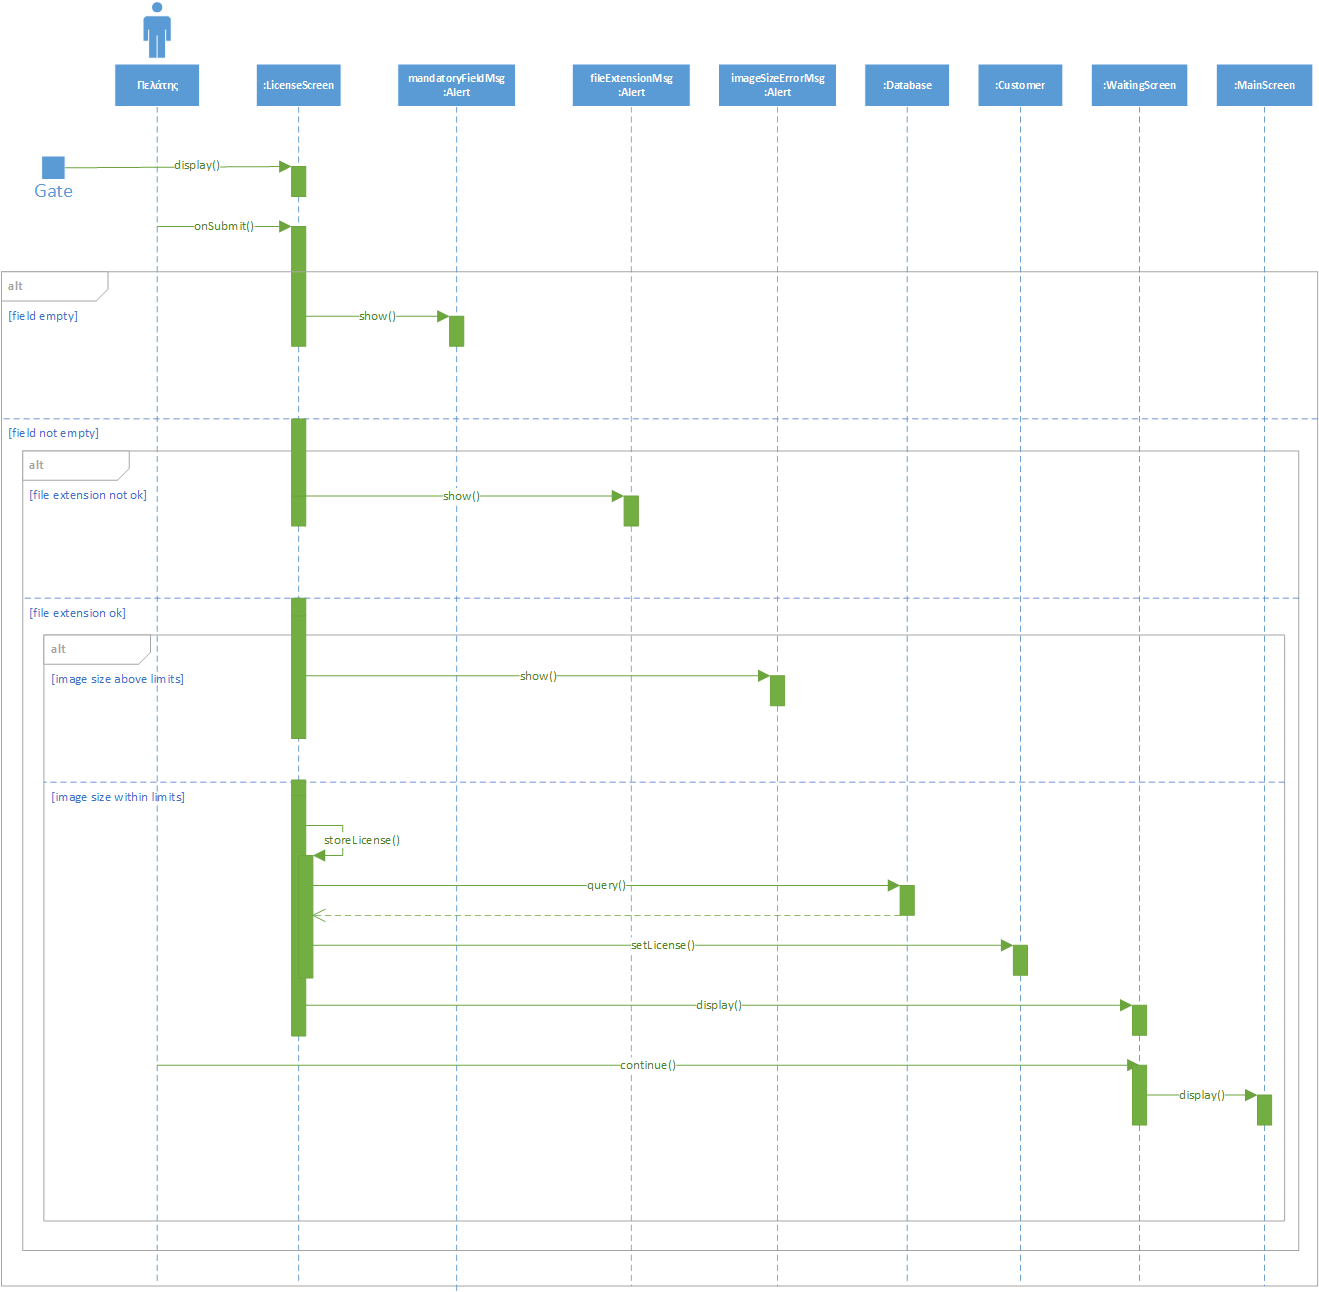 Πελάτης
:LicenseScreen
mandatoryFieldMsg
:Alert
fileExtensionMsg
:Alert
imageSizeErrorMsg
:Alert
:Database
:Customer
:WaitingScreen
:MainScreen
display()
Gate
onSubmit()
alt
[field empty]
show()
[field not empty]
alt
[file extension not ok]
show()
[file extension ok]
alt
[image size above limits]
show()
[image size within limits]
storeLicense()
query()
setLicense()
display()
continue()
display()